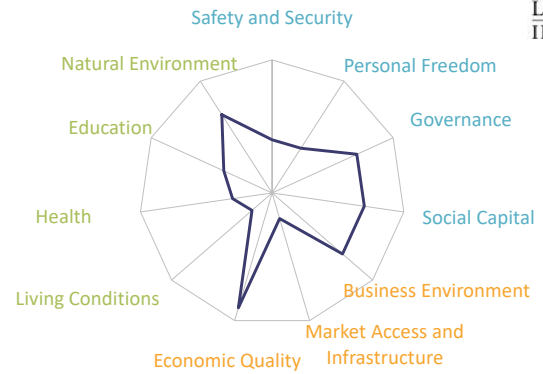 Safety and Security
Natural Environment
Personal Freedom
Education
Governance
Health
Social Capital
Living Conditions
Business Environment
Market Access and
Infrastructure
Economic Quality